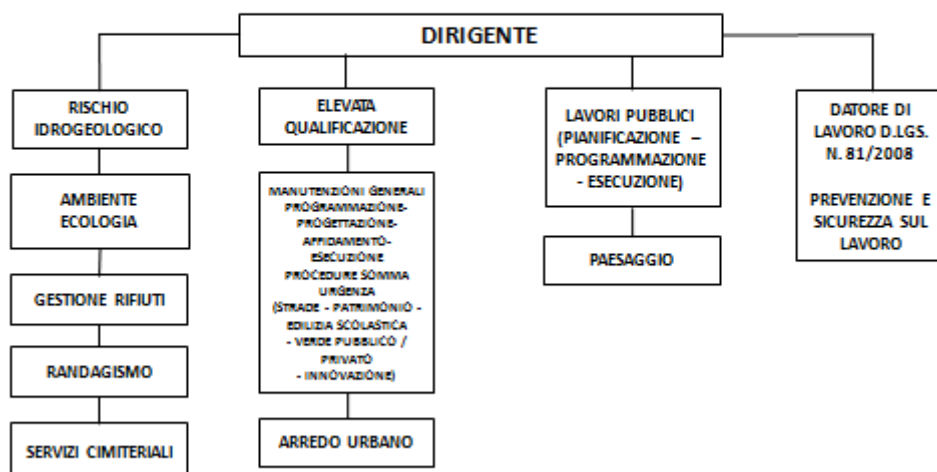 DIRIGENTE
RISCHIO
IDROGEOLOGICO
AMBIENTE
ECOLOGIA
GESTIONE RIFIUTI
RANDAGISMO
SERVIZI CIMITERIALI
ELEVATA
QUALIFICAZIONE
MANUTENZIONI GENERALI
PROGRAMMAZIONE-
PROGETTAZIONE-
AFFIDAMENTO-
ESECUZIONE
PROCEDURE SOMMA
URGENZA
(STRADE - PATRIMONIO -
EDILIZIA SCOLASTICA
- VERDE PUBBLICO /
PRIVATO
- INNOVAZIONE)
ARREDO URBANO
LAVORI PUBBLICI
(PIANIFICAZIONE –
PROGRAMMAZIONE
- ESECUZIONE)
PAESAGGIO
DATORE DI
LAVORO D.LGS.
N. 81/2008
PREVENZIONE E
SICUREZZA SUL
LAVORO